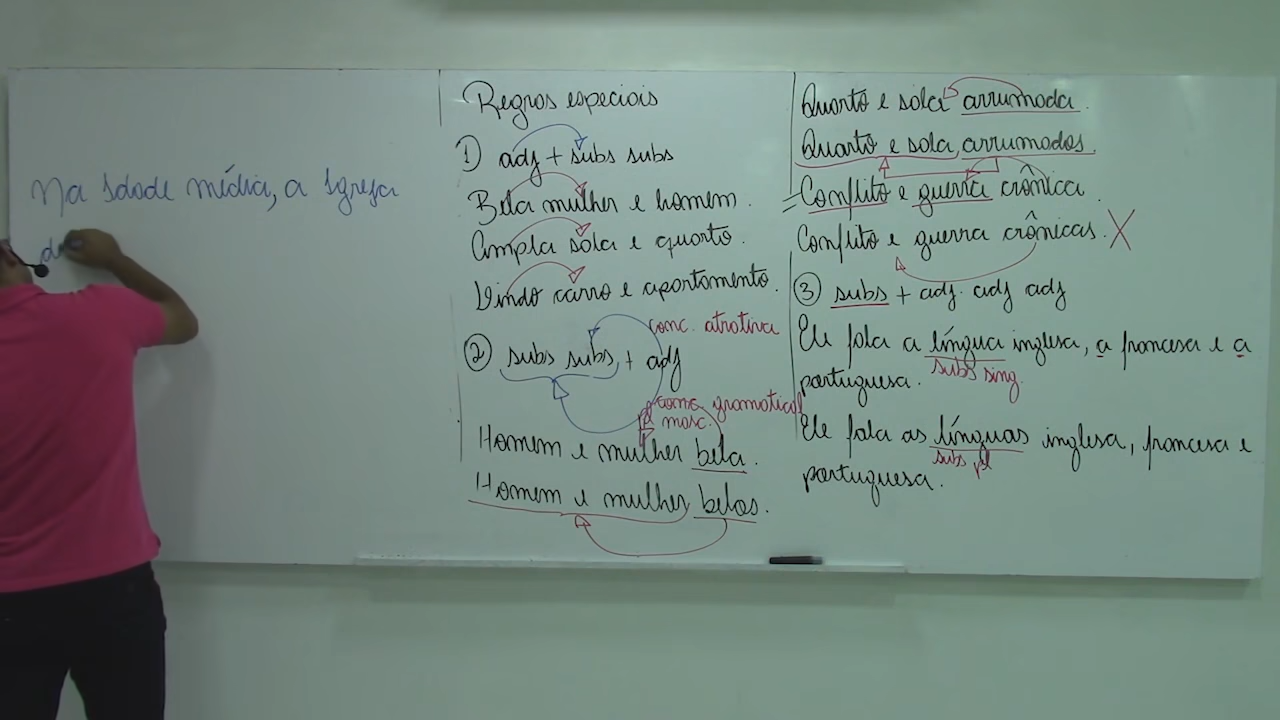 Na Idade média, a Igreja
Regras especiais
1) adj + subs subs
Bela mulher e homem.
Ampla sala e quarto.
Lindo carro e apartamento.
conc. atrativa
2 subs subs, + adj
conc gramatical
masc.
Homem e mulher bela.
Homem e mulher belos.
Quarto e sala arrumada.
Quarto e sala, arrumados.
= Conflito e guerra crônica.
Conflito e guerra crônicas. X
3 subs + adj. adj adj
Ele fala a língua inglesa, a francesa e a
subs sing.
portuguesa.
Ele fala as línguas inglesa, francesa e
subs pl
portuguesa.